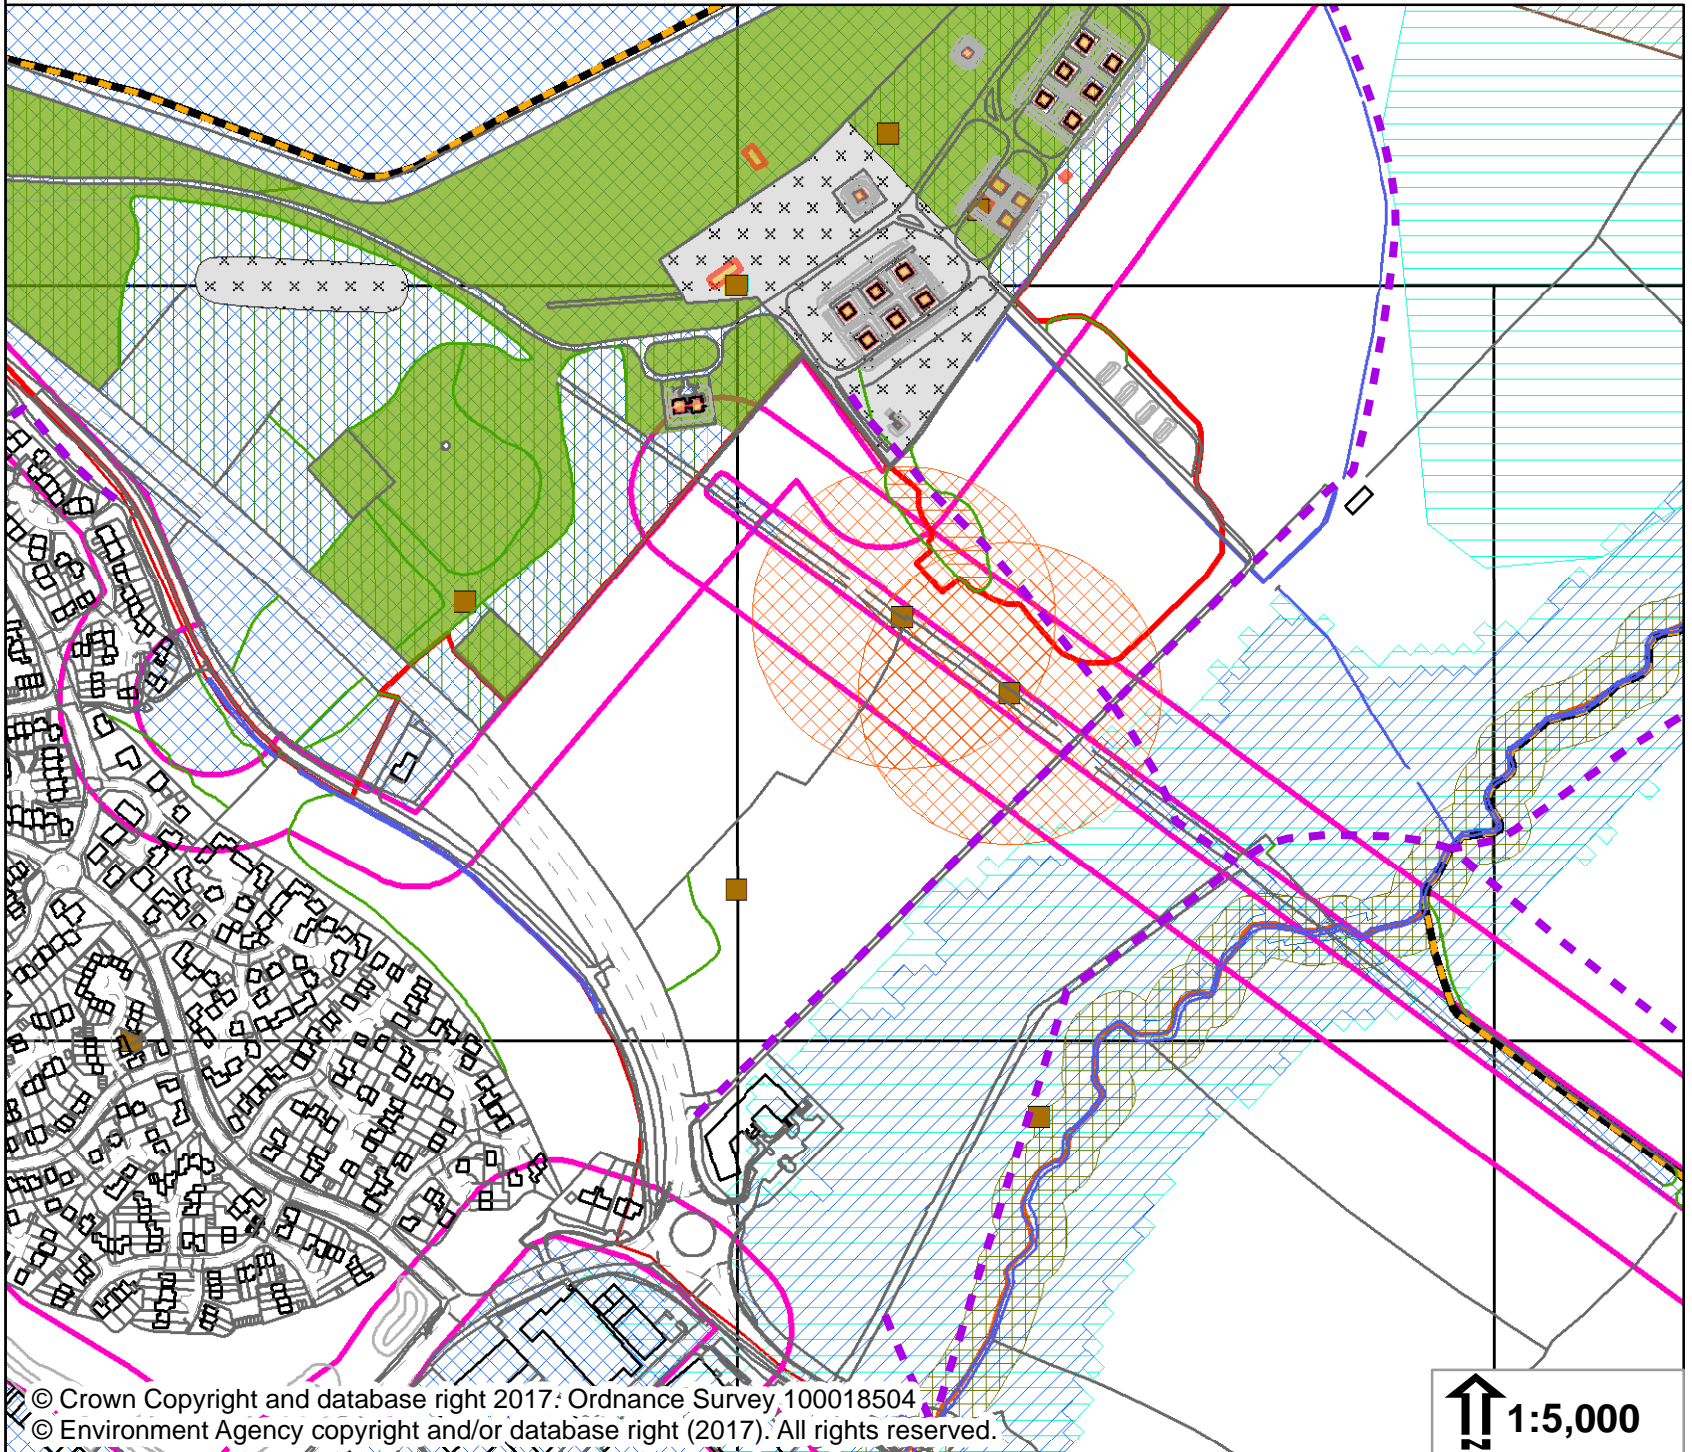 © Crown Copyright and database right 2017. Ordnance Survey 100018504
© Environment Agency copyright and/or database right (2017). All rights reserved.
N
1:5,000